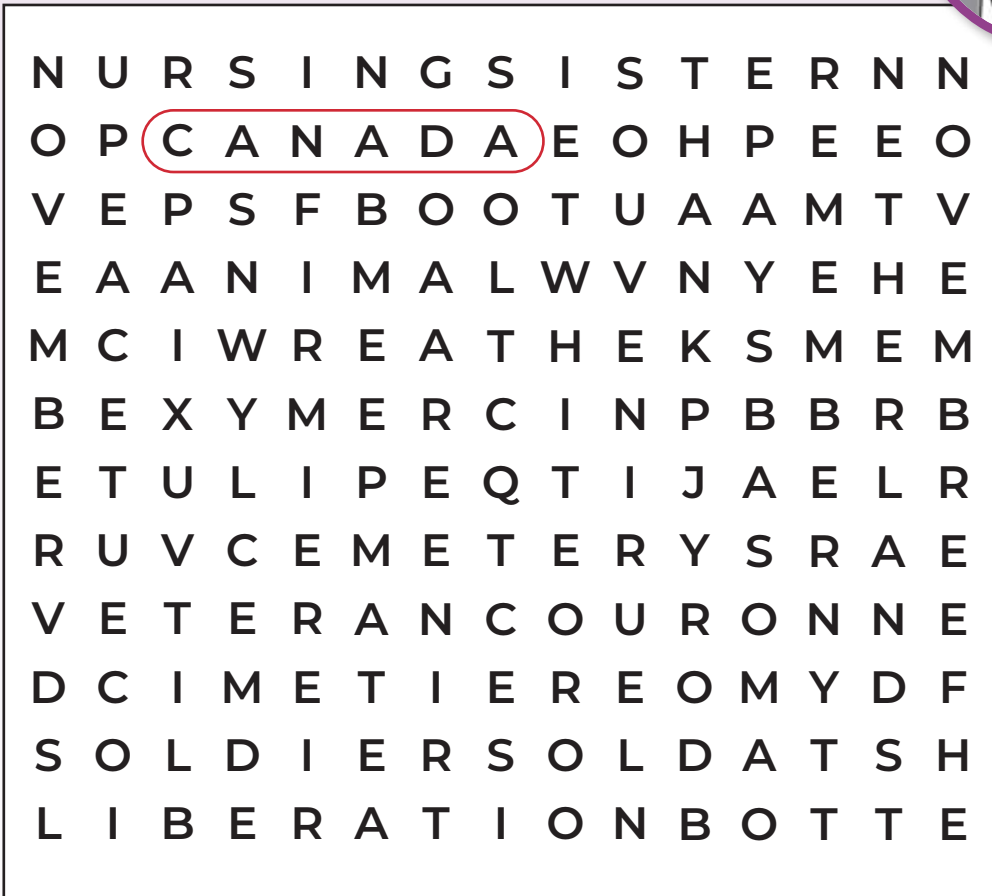 N U R S I N G S I S T E R N N
O P C A N A D A E O H P E E O
V E P S F B O O T U A A M T V
E A A N I M A L W V N Y E H E
M C I W R E A T H E K S M E M
B E X Y M E R C I N P B B R B
E T U L I P E Q T I J A E L R
R U V C E M E T E R Y S R A E
V E T E R A N C O U R O N N E
D C I M E T I E R E O M Y D F
S O L D I E R S O L D A T S H
L I B E R A T I O N B O T T E